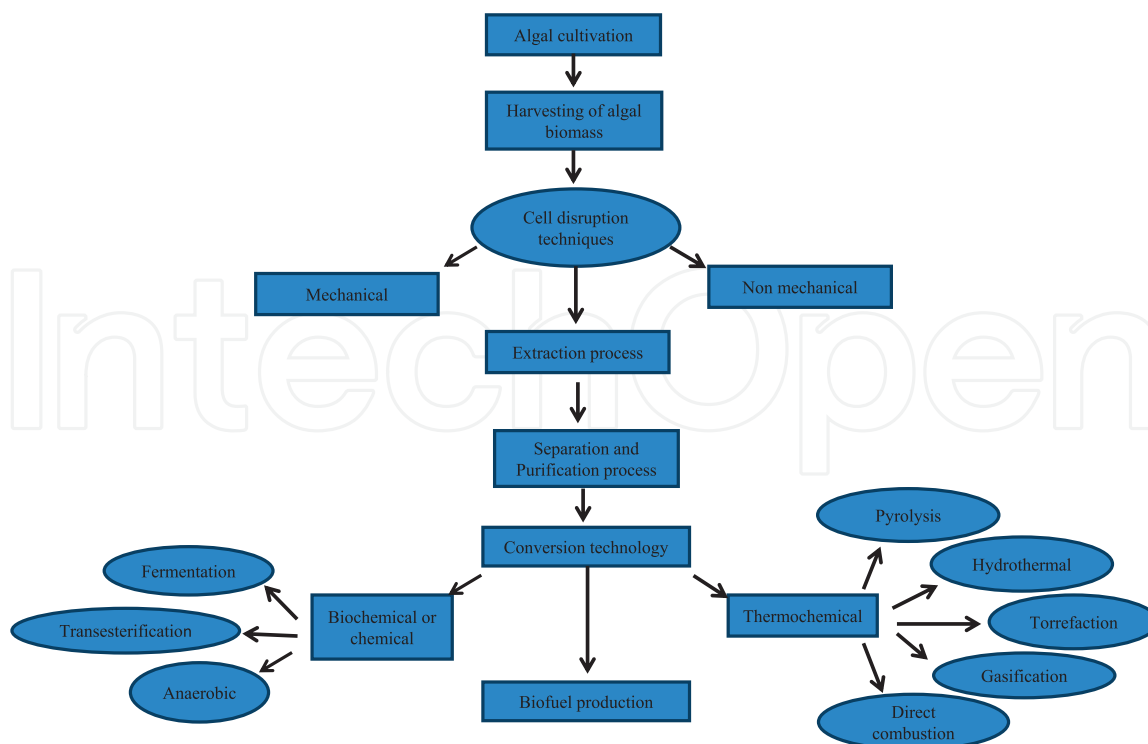 Algal cultivation
Harvesting of algal
biomass
Cell disruption
techniques
Mechanical
Non mechanical
Extraction process
Separation and
Purification process
Conversion technology
Pyrolysis
Hydrothermal
Fermentation
Transesterification
Anaerobic
Biochemical or
chemical
Thermochemical
Torrefaction
Gasification
Direct
combustion
Biofuel production
IntechOpen